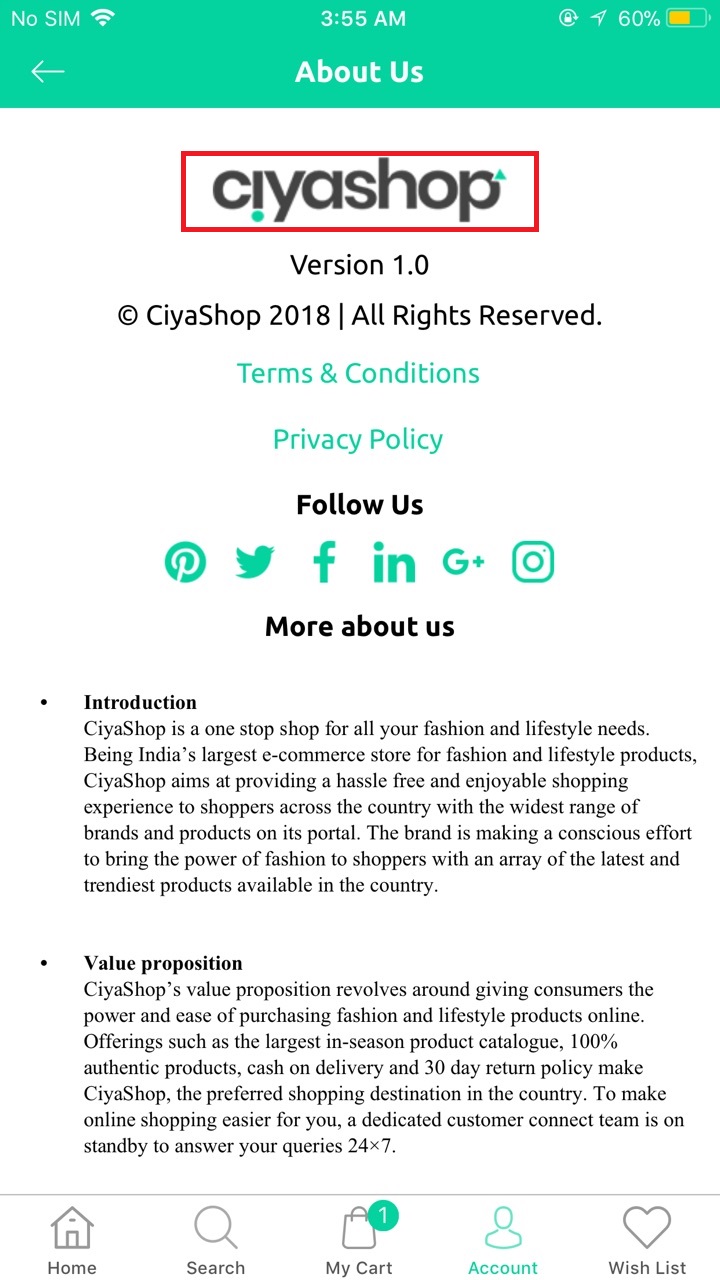 No SIM 3:55 AM 60%
About Us
ciyashop
Version 1.0
© CiyaShop 2018 | All Rights Reserved.
Terms & Conditions
Privacy Policy
Follow Us
in G+
More about us
• Introduction
CiyaShop is a one stop shop for all your fashion and lifestyle needs.
Being India’s largest e-commerce store for fashion and lifestyle products,
CiyaShop aims at providing a hassle free and enjoyable shopping
experience to shoppers across the country with the widest range of
brands and products on its portal. The brand is making a conscious effort
to bring the power of fashion to shoppers with an array of the latest and
trendiest products available in the country.
• Value proposition
CiyaShop’s value proposition revolves around giving consumers the
power and ease of purchasing fashion and lifestyle products online.
Offerings such as the largest in-season product catalogue, 100%
authentic products, cash on delivery and 30 day return policy make
CiyaShop, the preferred shopping destination in the country. To make
online shopping easier for you, a dedicated customer connect team is on
standby to answer your queries 24×7.
1
Home Search My Cart Account Wish List